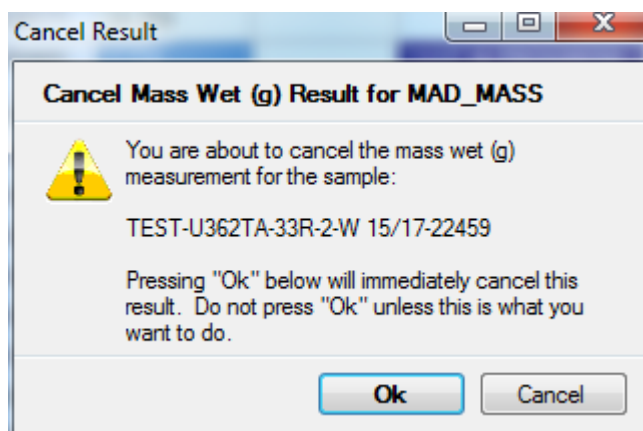 Cancel Result
Cancel Mass Wet (g) Result for MAD_MASS
You are about to cancel the mass wet (g)
measurement for the sample:
TEST-U362TA-33R-2-W 15/17-22459
Pressing "Ok" below will immediately cancel this
result.  Do not press "Ok" unless this is what you
want to do.
Ok
Cancel